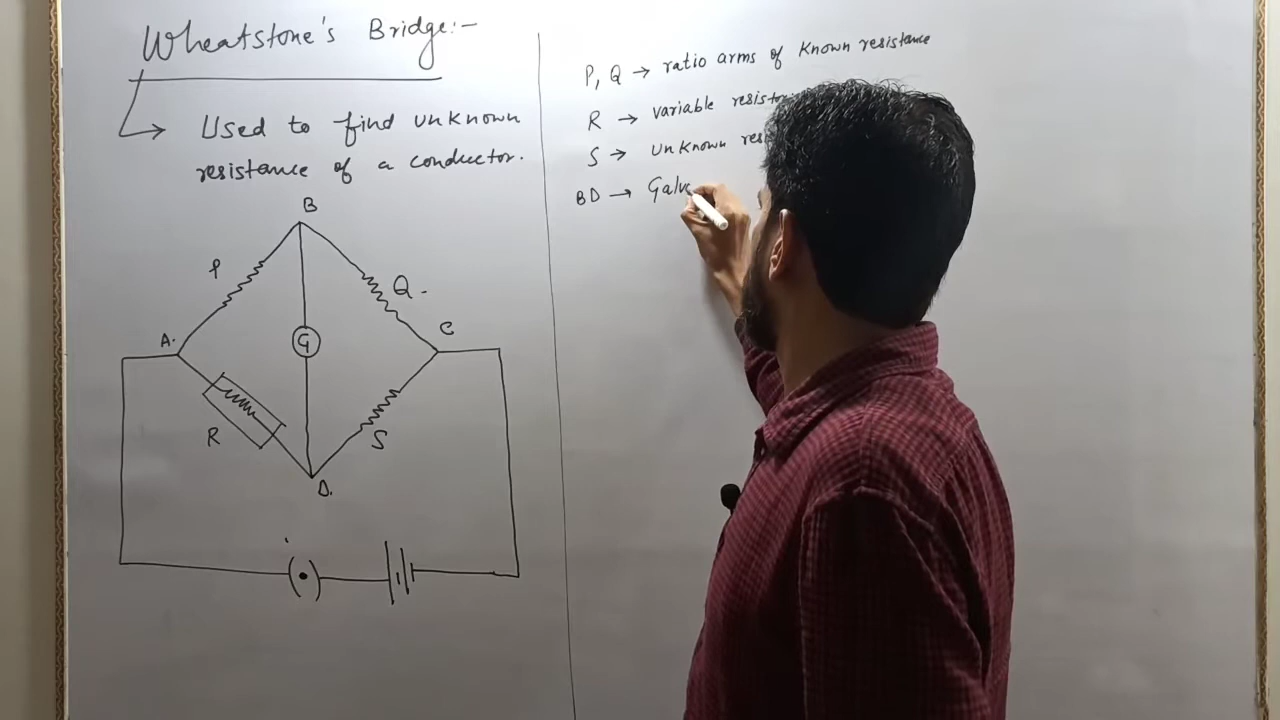 Wheatstone's Bridge:-
→ Used to find unknown
resistance of a conductor.
B
P
Q
A.
G
C
R
S
D.
P, Q → ratio arms of known resistance
R → variable
S → unknown
BD →